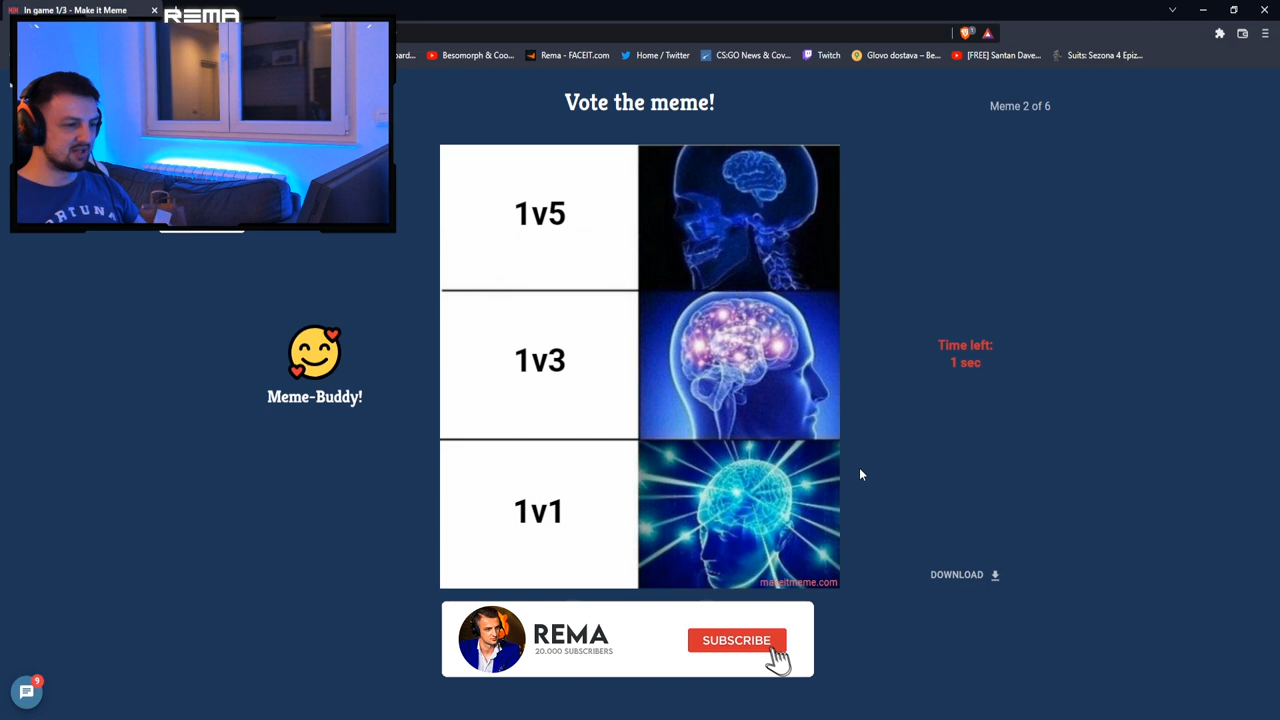 In game 1/3 - Make it Meme
REMA
ard...
Besomorph & Coo...
Rema - FACEIT.com
Home / Twitter
CS:GO News & Cov...
Twitch
Glovo dostava – Be...
[FREE] Santan Dave...
Suits: Sezona 4 Epiz...
FORTUNA
Vote the meme!
Meme 2 of 6
1v5
1v3
1v1
makeitmeme.com
Meme-Buddy!
Time left:
1 sec
DOWNLOAD
REMA
20.000 SUBSCRIBERS
SUBSCRIBE
9